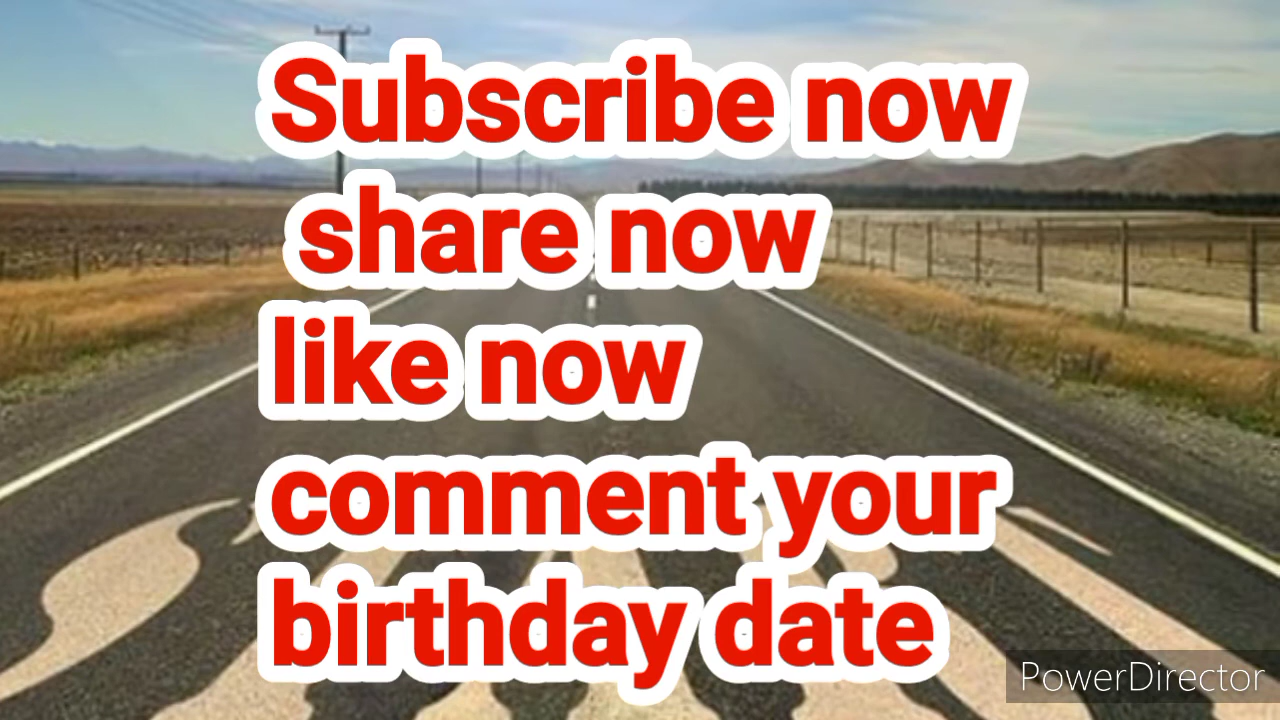 Subscribe now
share now
like now
comment your
birthday date
PowerDirector